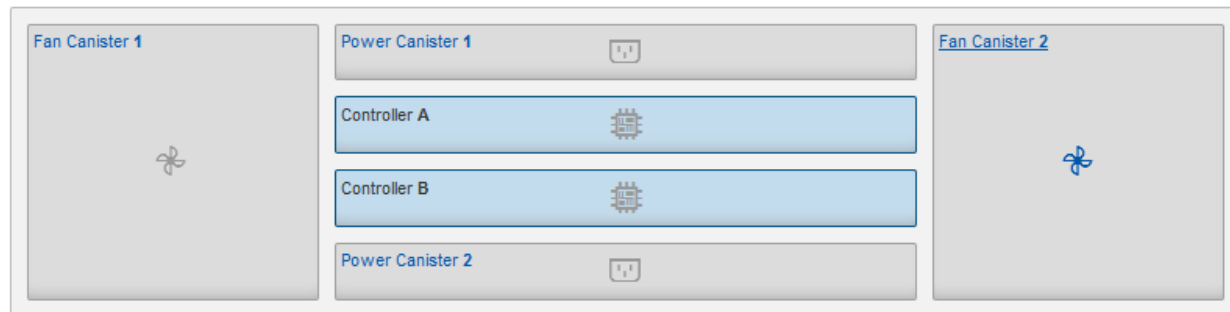 Fan Canister 1
Power Canister 1
Controller A
Controller B
Power Canister 2
Fan Canister 2